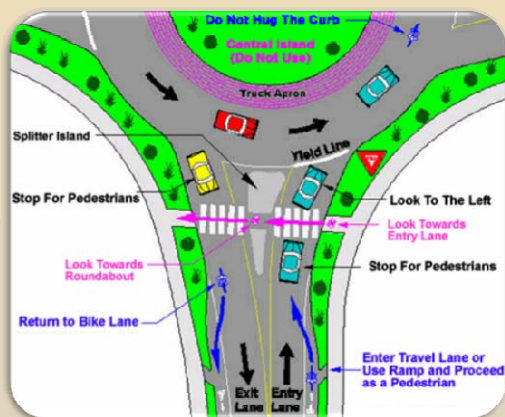 Do Not Hug The Curb
Central Island
(Do Not Use)
Truck Apron
Splitter Island
Yield Line
Stop For Pedestrians
Look To The Left
Look Towards
Entry Lane
Look Towards
Roundabout
Stop For Pedestrians
Return to Bike Lane
Enter Travel Lane or
Use Ramp and Proceed
as a Pedestrian
Exit
Lane
Entry
Lane